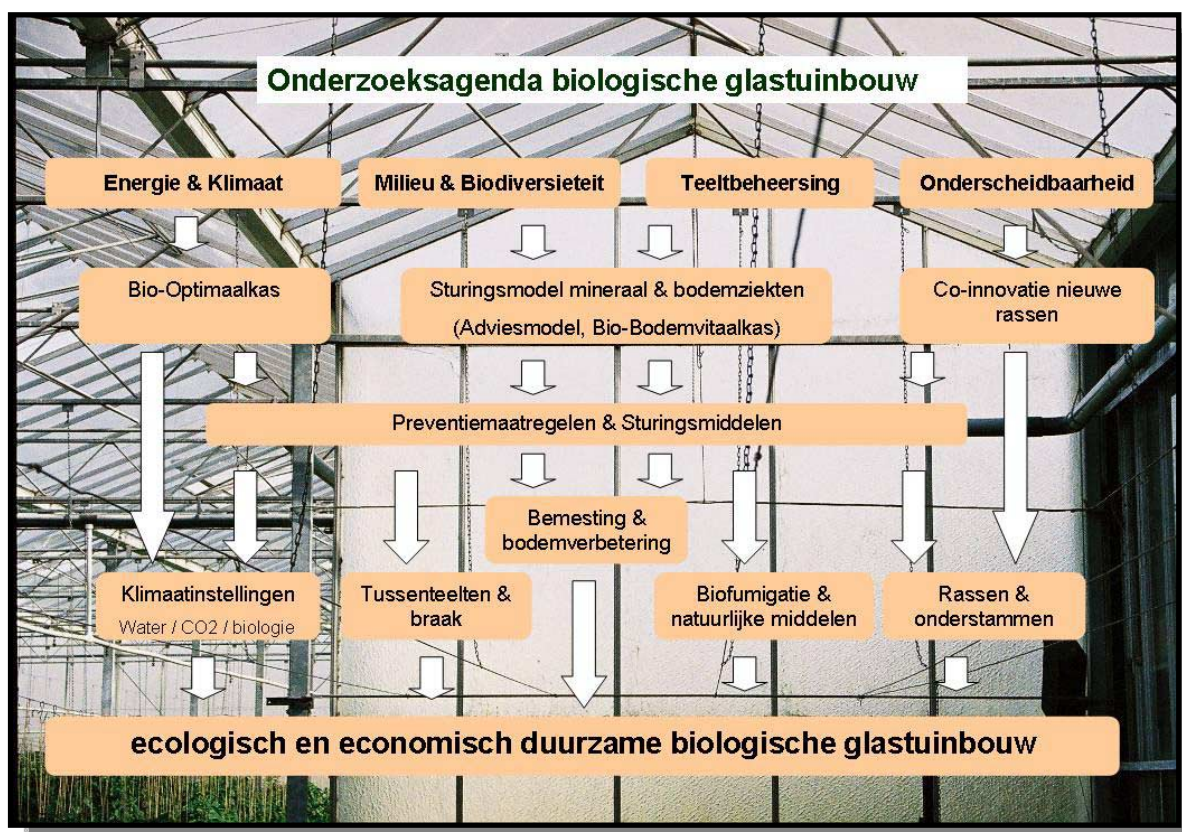 Onderzoeksagenda biologische glastuinbouw
Energie & Klimaat
Milieu & Biodiversieteit
Teeltbeheersing
Onderscheidbaarheid
Bio-Optimaalkas
Sturingsmodel mineraal & bodemziekten
(Adviesmodel, Bio-Bodemvitaalkas)
Co-innovatie nieuwe
rassen
Preventiemaatregelen & Sturingsmiddelen
Bemesting &
bodemverbetering
Klimaatinstellingen
Water / CO2 / biologie
Tussenteelten &
braak
Biofumigatie &
natuurlijke middelen
Rassen &
onderstammen
ecologisch en economisch duurzame biologische glastuinbouw